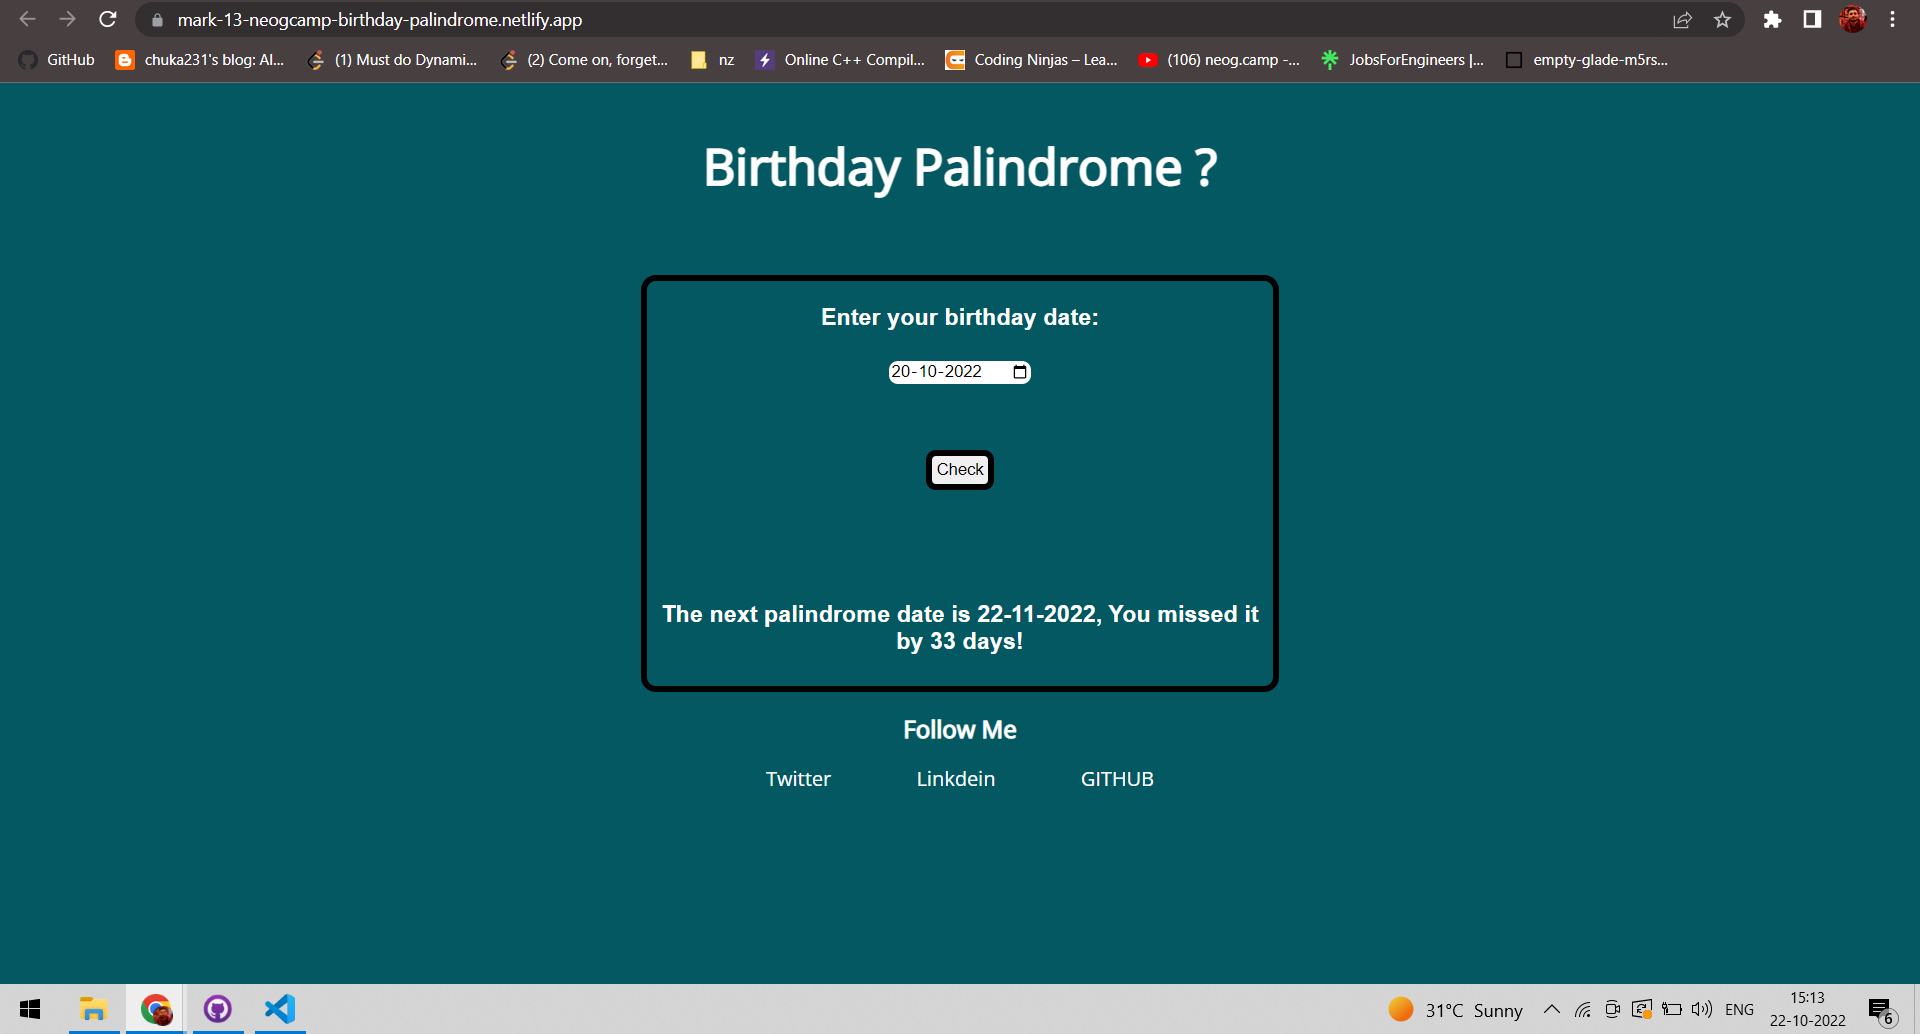 mark-13-neogcamp-birthday-palindrome.netlify.app
GitHub chuka231's blog: Al... (1) Must do Dynami... (2) Come on, forget... nz Online C++ Compil... Coding Ninjas – Lea... (106) neog.camp -... JobsForEngineers |... empty-glade-m5rs...
Birthday Palindrome ?
Enter your birthday date:
20-10-2022
Check
The next palindrome date is 22-11-2022, You missed it
by 33 days!
Follow Me
Twitter Linkdein GITHUB
31°C Sunny ENG 15:13
22-10-2022 6